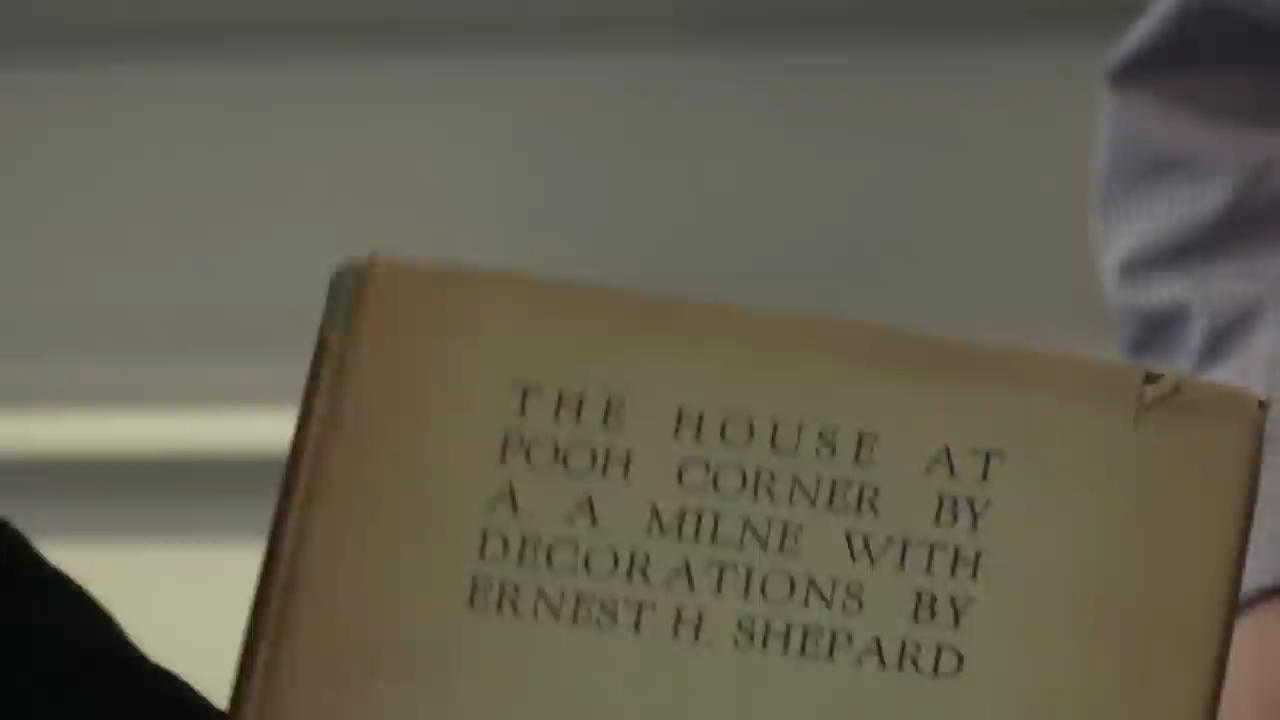 THE HOUSE AT
POOH CORNER BY
A A MILNE WITH
DECORATIONS BY
ERNEST H. SHEPARD